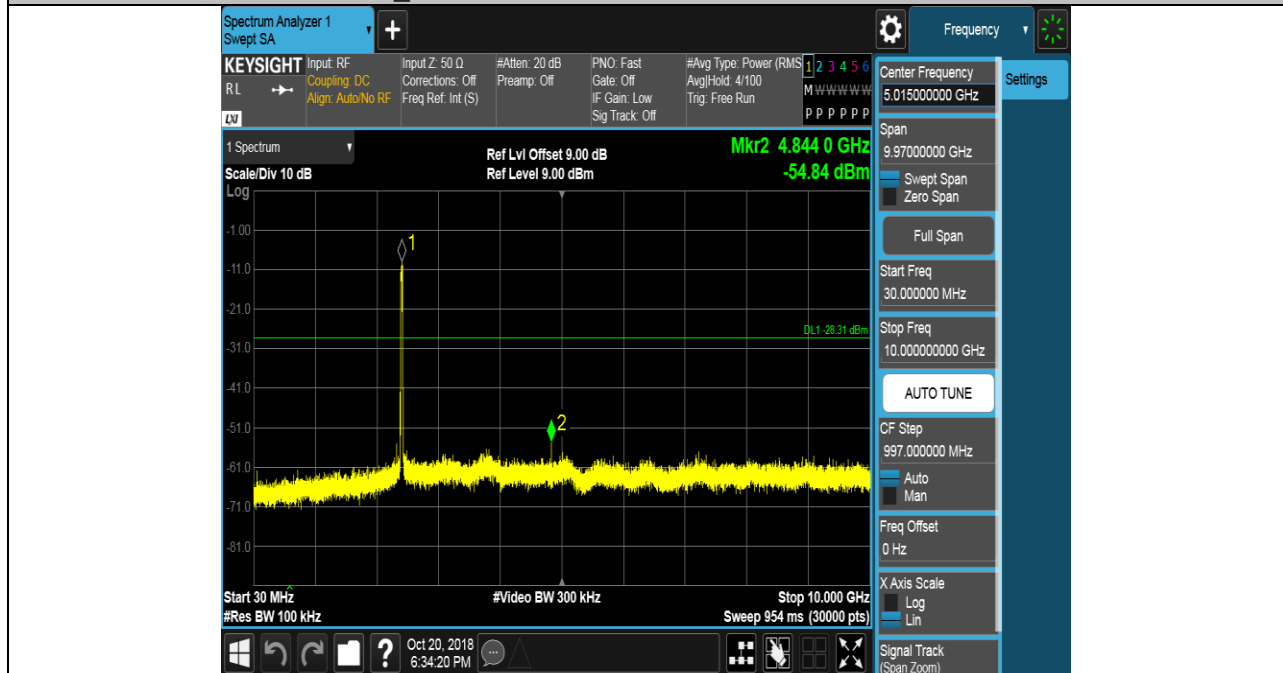 Spectrum Analyzer 1
Swept SA
+
Frequency
KEYSIGHT
RL
LXI
Input: RF
Coupling: DC
Align: Auto/No RF
Input Z: 50 Ω
Corrections: Off
Freq Ref: Int (S)
#Atten: 20 dB
Preamp: Off
PNO: Fast
Gate: Off
IF Gain: Low
Sig Track: Off
#Avg Type: Power (RMS
Avg|Hold: 4/100
Trig: Free Run
1 2 3 4 5 6
M W W W W W
P P P P P P
1 Spectrum
Scale/Div 10 dB
Log
Ref Lvl Offset 9.00 dB
Ref Level 9.00 dBm
Mkr2 4.844 0 GHz
-54.84 dBm
-1.00
-11.0
-21.0
-31.0
-41.0
-51.0
-61.0
-71.0
-81.0
1
2
DL1 -28.31 dBm
Start 30 MHz
#Res BW 100 kHz
#Video BW 300 kHz
Stop 10.000 GHz
Sweep 954 ms (30000 pts)
Center Frequency
5.015000000 GHz
Settings
Span
9.97000000 GHz
Swept Span
Zero Span
Full Span
Start Freq
30.000000 MHz
Stop Freq
10.000000000 GHz
AUTO TUNE
CF Step
997.000000 MHz
Auto
Man
Freq Offset
0 Hz
X Axis Scale
Log
Lin
Signal Track
(Span Zoom)
?
Oct 20, 2018
6:34:20 PM